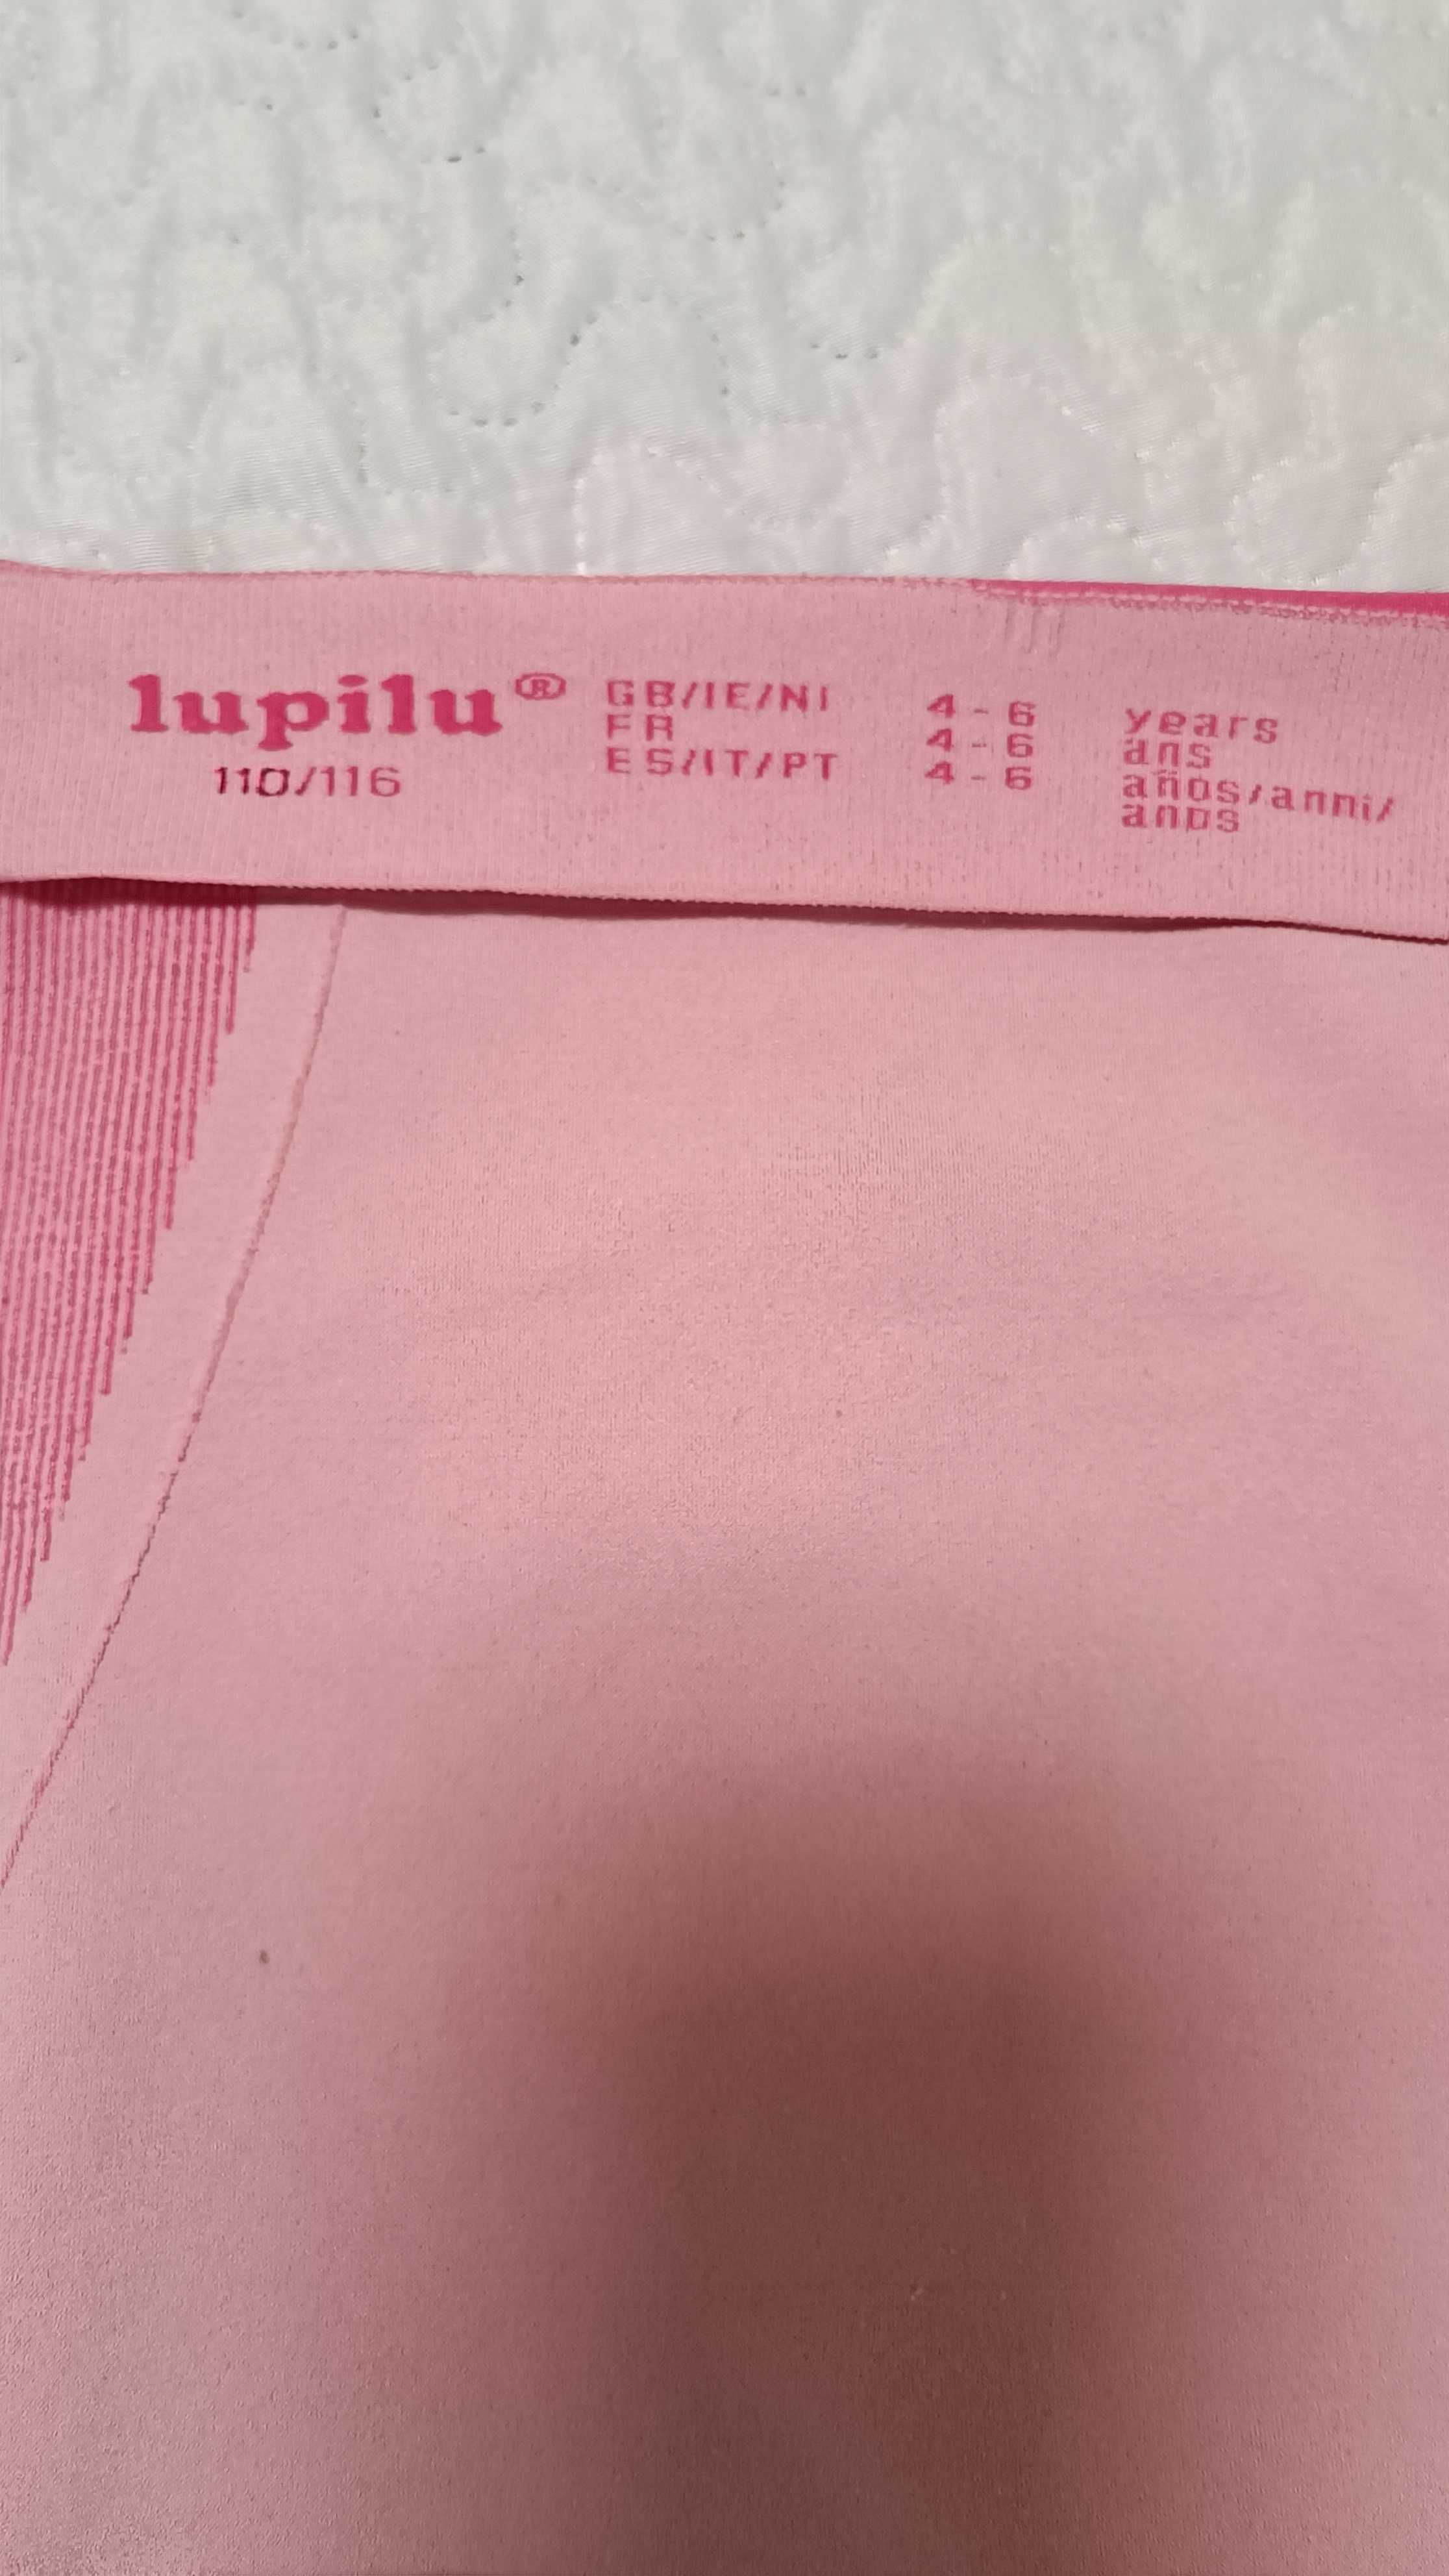 lupilu®
110/116
GB/IE/NI 4-6 years
FR 4-6 ans
ES/IT/PT 4-6 años/anni/
anos